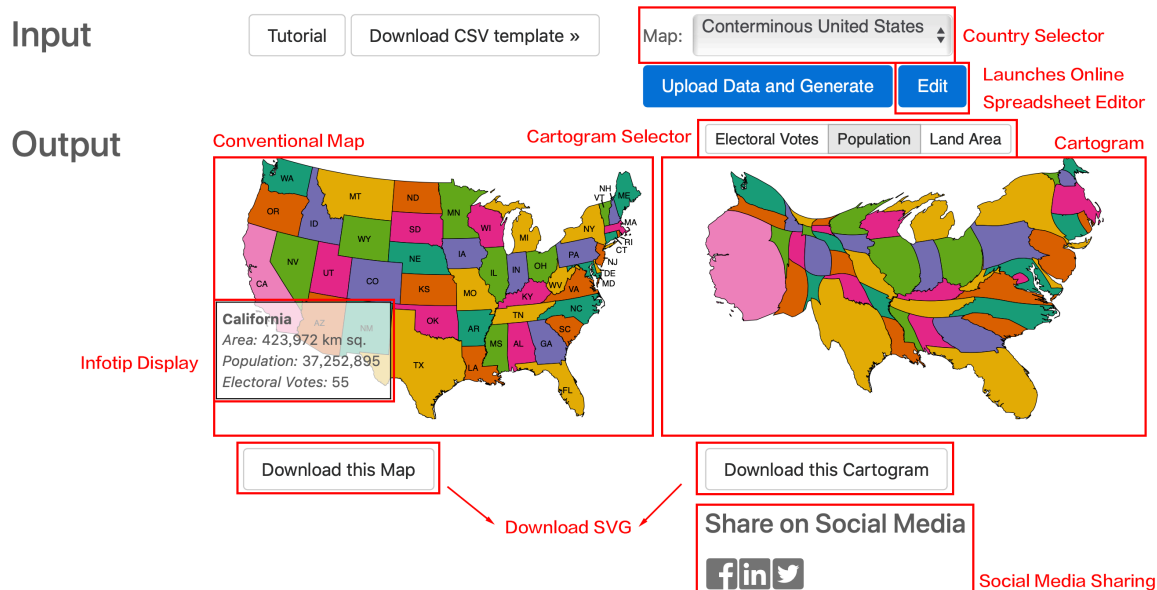 Input
Tutorial
Download CSV template »
Map:
Conterminous United States
Country Selector
Upload Data and Generate
Edit
Launches Online
Spreadsheet Editor
Output
Conventional Map
Cartogram Selector
Electoral Votes
Population
Land Area
Cartogram
WA
MT
ND
MN
OR
ID
SD
WI
MI
NY
NH
VT
ME
MA
RI
CT
WY
NV
UT
CO
NE
IA
IL
IN
OH
PA
NJ
DE
MD
CA
KS
MO
KY
WV
VA
AZ
NM
OK
AR
TN
NC
SC
MS
AL
GA
TX
LA
FL
California
Area: 423,972 km sq.
Population: 37,252,895
Electoral Votes: 55
Infotip Display
Download this Map
Download this Cartogram
Download SVG
Share on Social Media
f
in
Social Media Sharing